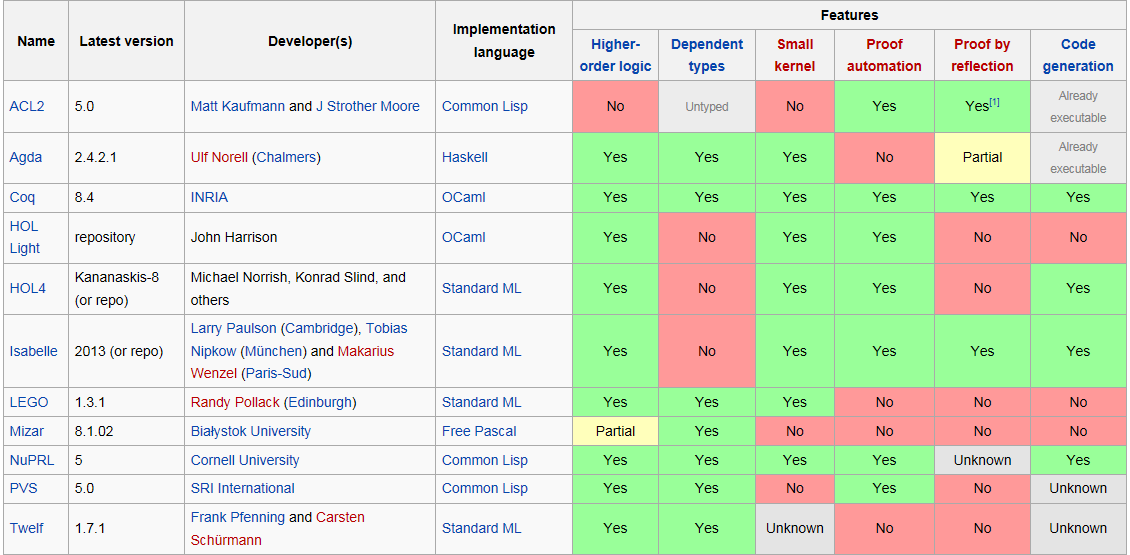 Name Latest version Developer(s) Implementation language Features
Higher-order logic Dependent types Small kernel Proof automation Proof by reflection Code generation
ACL2 5.0 Matt Kaufmann and J Strother Moore Common Lisp No Untyped No Yes Yes[1] Already executable
Agda 2.4.2.1 Ulf Norell (Chalmers) Haskell Yes Yes Yes No Partial Already executable
Coq 8.4 INRIA OCaml Yes Yes Yes Yes Yes Yes
HOL Light repository John Harrison OCaml Yes No Yes Yes No No
HOL4 Kananaskis-8 (or repo) Michael Norrish, Konrad Slind, and others Standard ML Yes No Yes Yes No Yes
Isabelle 2013 (or repo) Larry Paulson (Cambridge), Tobias Nipkow (München) and Makarius Wenzel (Paris-Sud) Standard ML Yes No Yes Yes Yes Yes
LEGO 1.3.1 Randy Pollack (Edinburgh) Standard ML Yes Yes Yes No No No
Mizar 8.1.02 Białystok University Free Pascal Partial Yes No No No No
NuPRL 5 Cornell University Common Lisp Yes Yes Yes Yes Unknown Yes
PVS 5.0 SRI International Common Lisp Yes Yes No Yes No Unknown
Twelf 1.7.1 Frank Pfenning and Carsten Schürmann Standard ML Yes Yes Unknown No No Unknown